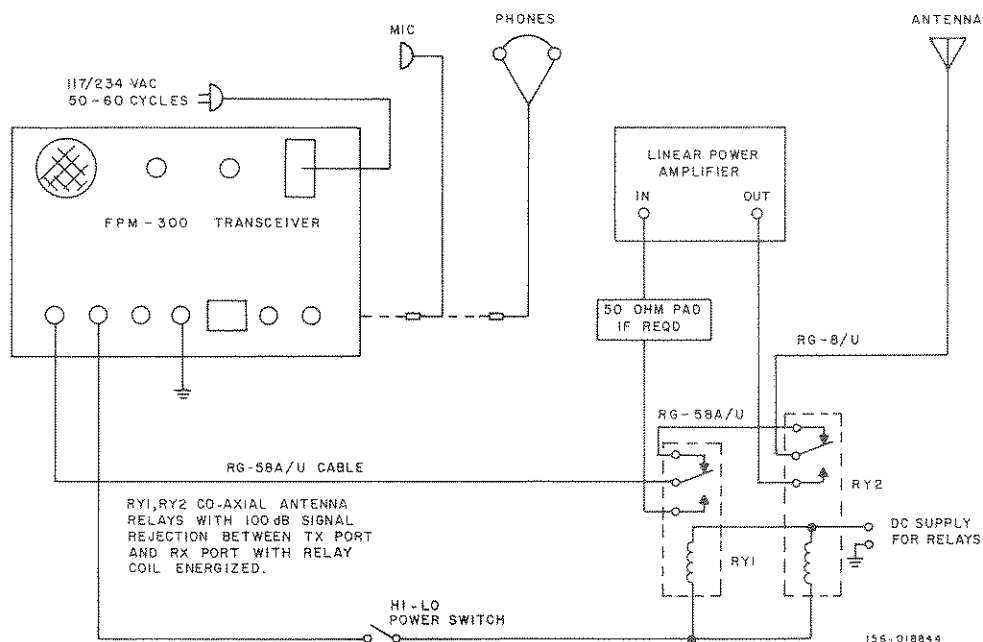 PHONES
ANTENNA
MIC
117/234 VAC
50-60 CYCLES
LINEAR POWER
AMPLIFIER
IN
OUT
FPM-300 TRANSCEIVER
50 OHM PAD
IF REQD
RG-8/U
RG-58A/U
RG-58A/U CABLE
RY2
RY1,RY2 CO-AXIAL ANTENNA
RELAYS WITH 100 dB SIGNAL
REJECTION BETWEEN TX PORT
AND RX PORT WITH RELAY
COIL ENERGIZED.
DC SUPPLY
FOR RELAYS
RY1
HI-LO
POWER SWITCH
156-018844